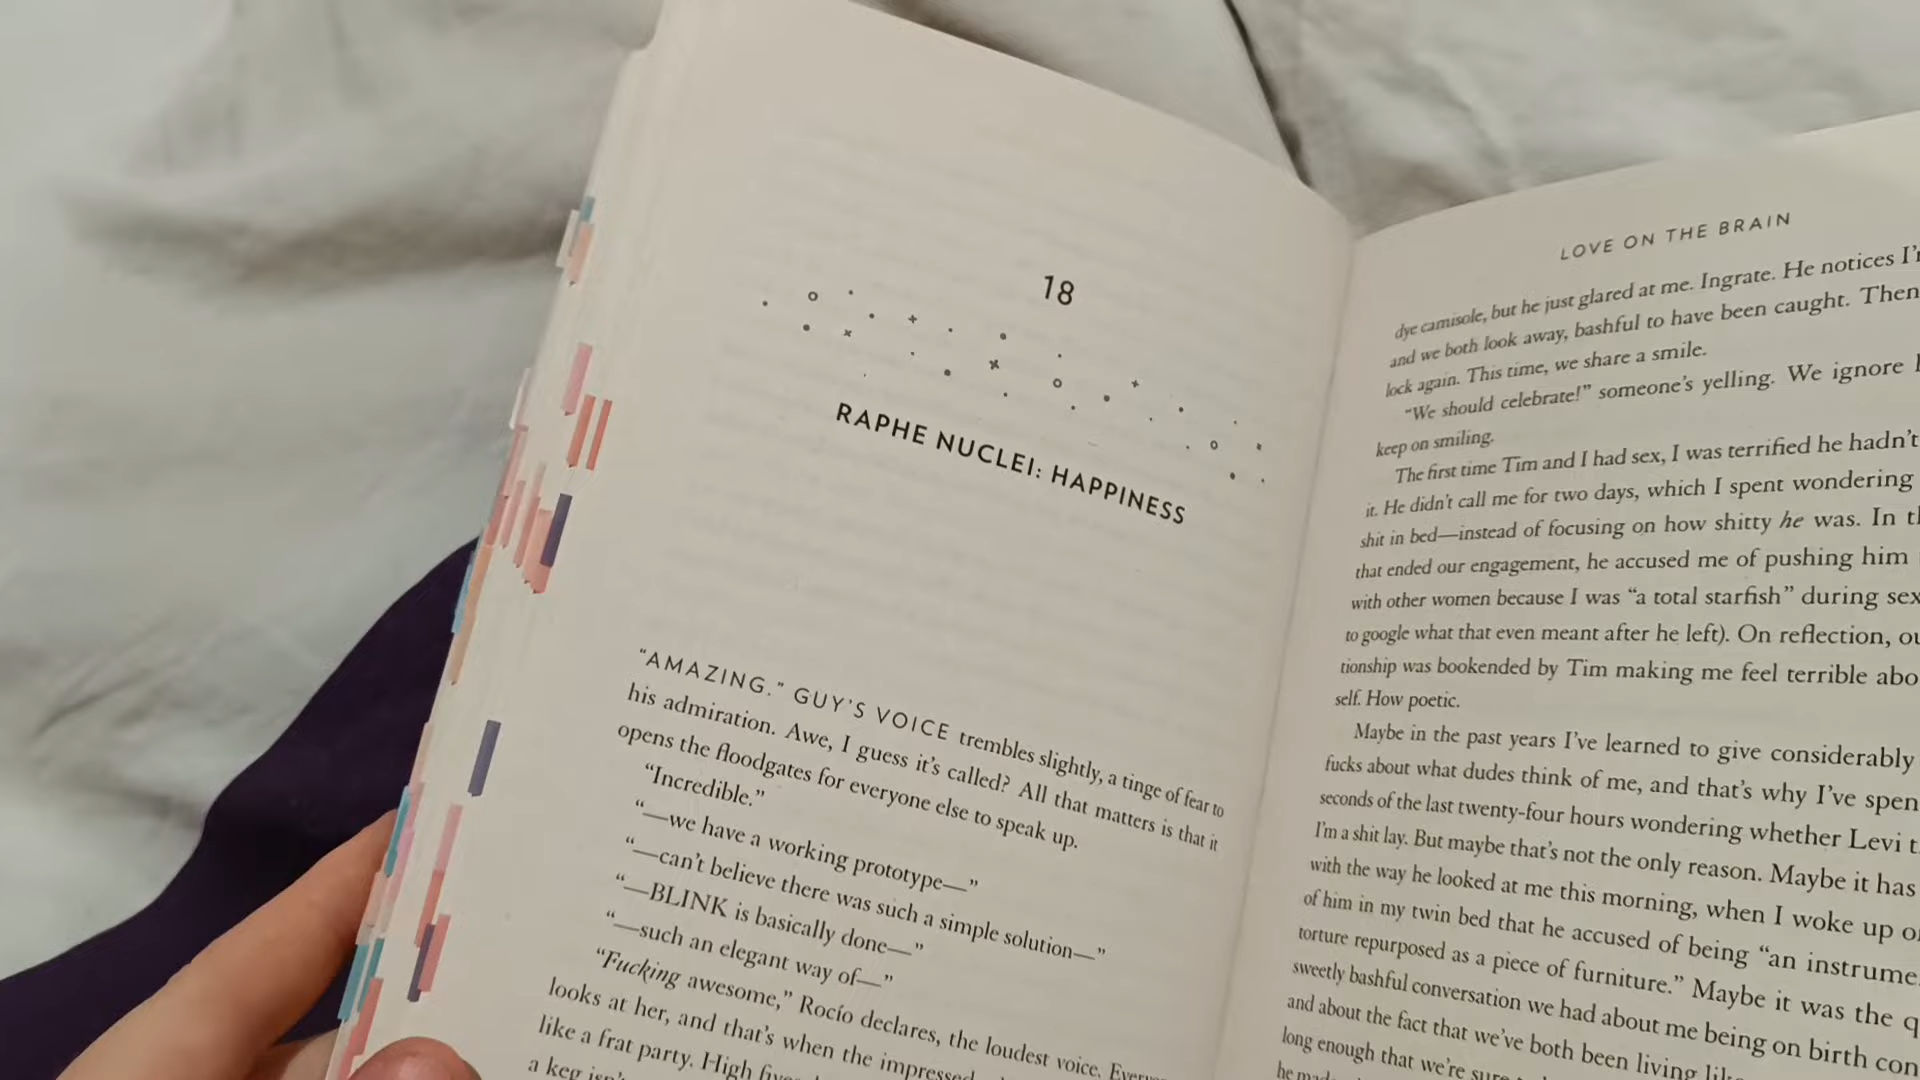 18
RAPHE NUCLEI: HAPPINESS
“AMAZING.” GUY’S VOICE trembles slightly, a tinge of fear to
his admiration. Awe, I guess it’s called? All that matters is that it
opens the floodgates for everyone else to speak up.
“Incredible.”
“—we have a working prototype—”
“—can’t believe there was such a simple solution—”
“—BLINK is basically done—”
“—such an elegant way of—”
“Fucking awesome,” Rocío declares, the loudest voice.
looks at her, and that’s when the
like a frat party. High
a keg isn’t
LOVE ON THE BRAIN
dye camisole, but he just glared at me. Ingrate. He notices
and we both look away, bashful to have been caught. Then
lock again. This time, we share a smile.
“We should celebrate!” someone’s yelling. We ignore
keep on smiling.
The first time Tim and I had sex, I was terrified he hadn’t
it. He didn’t call me for two days, which I spent wondering
shit in bed—instead of focusing on how shitty he was. In
that ended our engagement, he accused me of pushing him
with other women because I was “a total starfish” during sex
to google what that even meant after he left). On reflection,
tionship was bookended by Tim making me feel terrible
self. How poetic.
Maybe in the past years I’ve learned to give considerably
fucks about what dudes think of me, and that’s why I’ve
seconds of the last twenty-four hours wondering whether Levi
I’m a shit lay. But maybe that’s not the only reason. Maybe it has
with the way he looked at me this morning, when I woke up
of him in my twin bed that he accused of being “an
torture repurposed as a piece of furniture.” Maybe it was the
sweetly bashful conversation we had about me being on birth
and about the fact that we’ve both been living
long enough that we’re
he